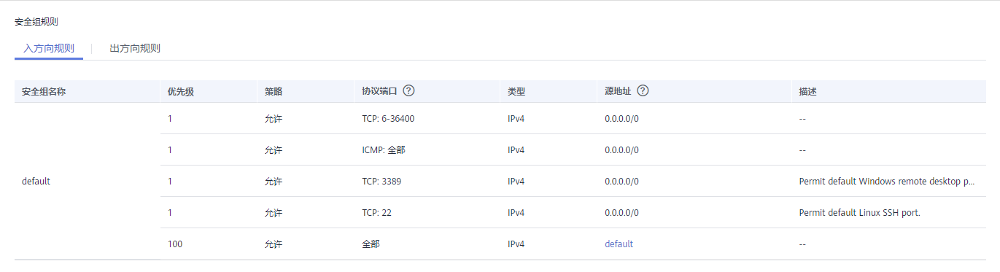 安全组规则
入方向规则 出方向规则
安全组名称 优先级 策略 协议端口 ? 类型 源地址 ? 描述
1 允许 TCP: 6-36400 IPv4 0.0.0.0/0 --
1 允许 ICMP: 全部 IPv4 0.0.0.0/0 --
default 1 允许 TCP: 3389 IPv4 0.0.0.0/0 Permit default Windows remote desktop p...
1 允许 TCP: 22 IPv4 0.0.0.0/0 Permit default Linux SSH port.
100 允许 全部 IPv4 default --